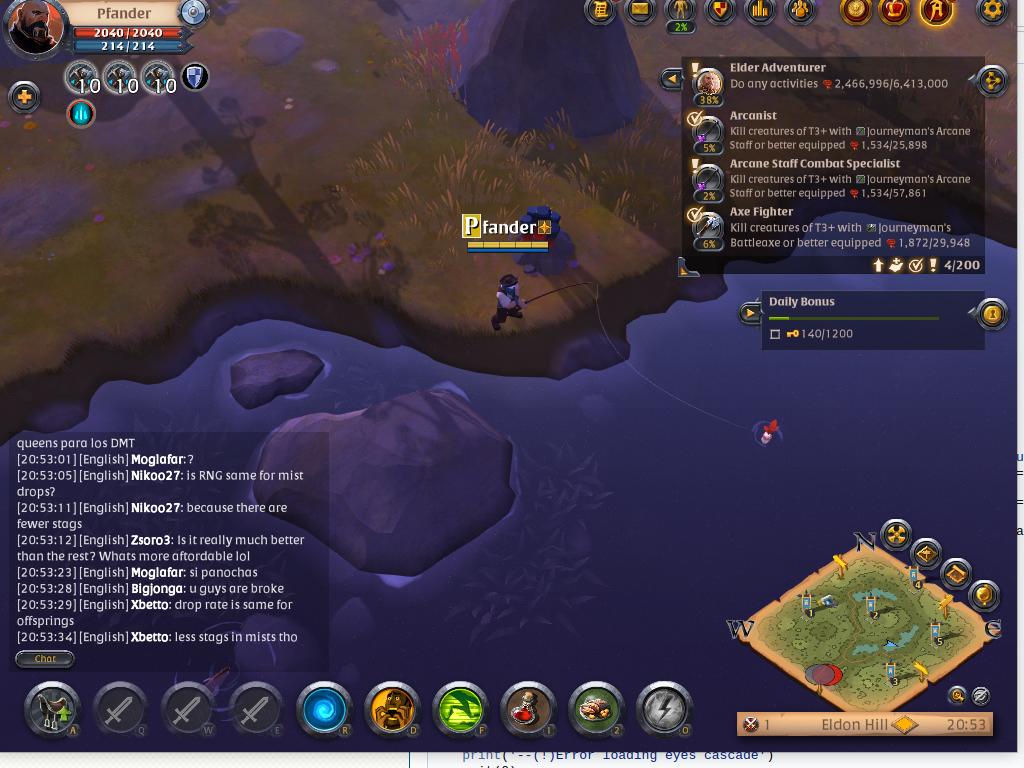 Pfander
2040/2040
214/214
2%
10 10 10
Elder Adventurer
Do any activities 2,466,996/6,413,000
38%
Arcanist
Kill creatures of T3+ with Journeyman's Arcane
Staff or better equipped 1,534/25,898
5%
Arcane Staff Combat Specialist
Kill creatures of T3+ with Journeyman's Arcane
Staff or better equipped 1,534/57,861
2%
Axe Fighter
Kill creatures of T3+ with Journeyman's
Battleaxe or better equipped 1,872/29,948
6%
4/200
Pfander
Daily Bonus
140/1200
queens para los DMT
[20:53:01] [English] Moglafar: ?
[20:53:05] [English] Nikoo27: is RNG same for mist
drops?
[20:53:11] [English] Nikoo27: because there are
fewer stags
[20:53:12] [English] Zsoro3: Is it really much better
than the rest? Whats more affordable lol
[20:53:23] [English] Moglafar: si panochas
[20:53:28] [English] Bigjonga: u guys are broke
[20:53:29] [English] Xbetto: drop rate is same for
offsprings
[20:53:34] [English] Xbetto: less stags in mists tho
Chat
N
W
E
1
2
3
4
5
A Q W E R D F 1 2 O
1 Eldon Hill 20:53
print('--(!)Error loading eyes cascade')